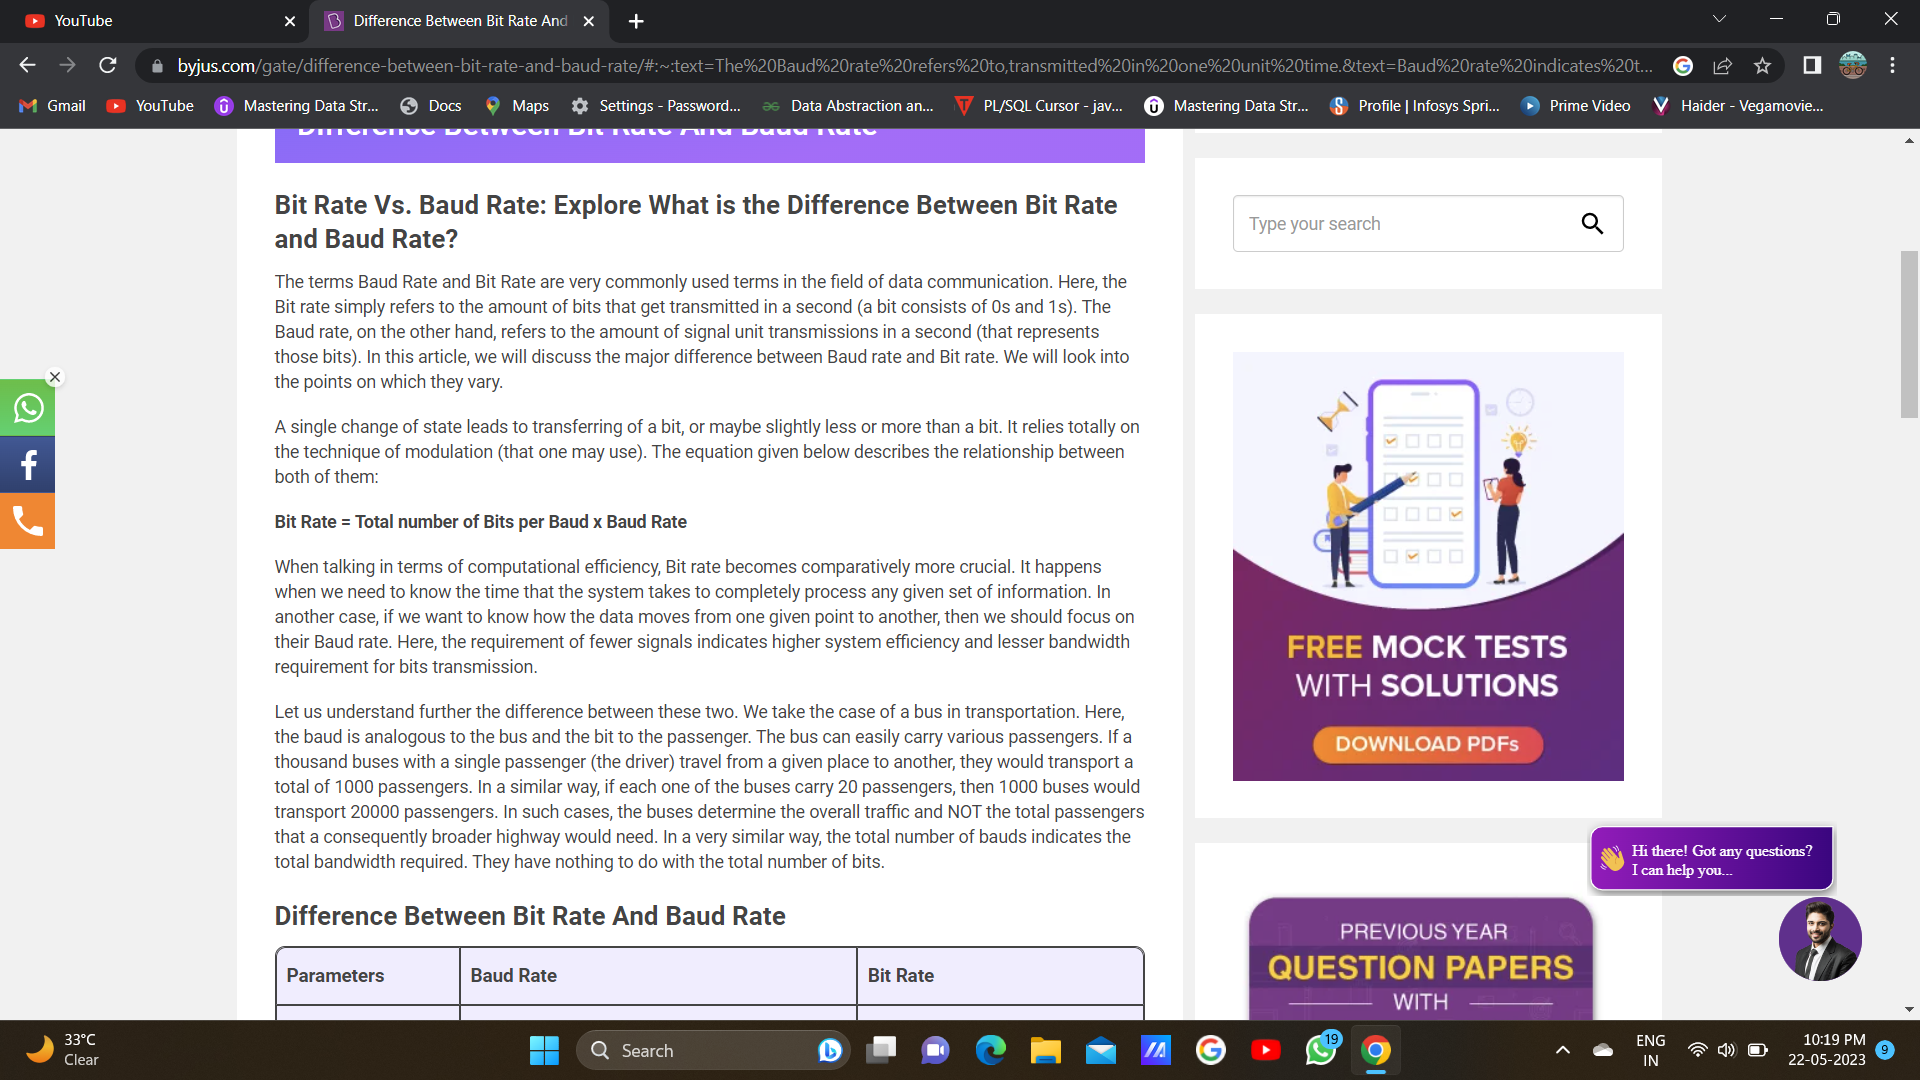 YouTube
Difference Between Bit Rate And
byjus.com/gate/difference-between-bit-rate-and-baud-rate/#:~:text=The%20Baud%20rate%20refers%20to,transmitted%20in%20one%20unit%20time.&text=Baud%20rate%20indicates%20t...
Gmail
YouTube
Mastering Data Str...
Docs
Maps
Settings - Password...
Data Abstraction an...
PL/SQL Cursor - jav...
Mastering Data Str...
Profile | Infosys Spri...
Prime Video
Haider - Vegamovie...
Difference Between Bit Rate And Baud Rate
Bit Rate Vs. Baud Rate: Explore What is the Difference Between Bit Rate
and Baud Rate?
The terms Baud Rate and Bit Rate are very commonly used terms in the field of data communication. Here, the
Bit rate simply refers to the amount of bits that get transmitted in a second (a bit consists of 0s and 1s). The
Baud rate, on the other hand, refers to the amount of signal unit transmissions in a second (that represents
those bits). In this article, we will discuss the major difference between Baud rate and Bit rate. We will look into
the points on which they vary.
A single change of state leads to transferring of a bit, or maybe slightly less or more than a bit. It relies totally on
the technique of modulation (that one may use). The equation given below describes the relationship between
both of them:
Bit Rate = Total number of Bits per Baud x Baud Rate
When talking in terms of computational efficiency, Bit rate becomes comparatively more crucial. It happens
when we need to know the time that the system takes to completely process any given set of information. In
another case, if we want to know how the data moves from one given point to another, then we should focus on
their Baud rate. Here, the requirement of fewer signals indicates higher system efficiency and lesser bandwidth
requirement for bits transmission.
Let us understand further the difference between these two. We take the case of a bus in transportation. Here,
the baud is analogous to the bus and the bit to the passenger. The bus can easily carry various passengers. If a
thousand buses with a single passenger (the driver) travel from a given place to another, they would transport a
total of 1000 passengers. In a similar way, if each one of the buses carry 20 passengers, then 1000 buses would
transport 20000 passengers. In such cases, the buses determine the overall traffic and NOT the total passengers
that a consequently broader highway would need. In a very similar way, the total number of bauds indicates the
total bandwidth required. They have nothing to do with the total number of bits.
Difference Between Bit Rate And Baud Rate
Parameters
Baud Rate
Bit Rate
Type your search
FREE MOCK TESTS
WITH SOLUTIONS
DOWNLOAD PDFs
Hi there! Got any questions?
I can help you...
PREVIOUS YEAR
QUESTION PAPERS
WITH
33°C
Clear
Search
19
ENG
IN
10:19 PM
22-05-2023
9